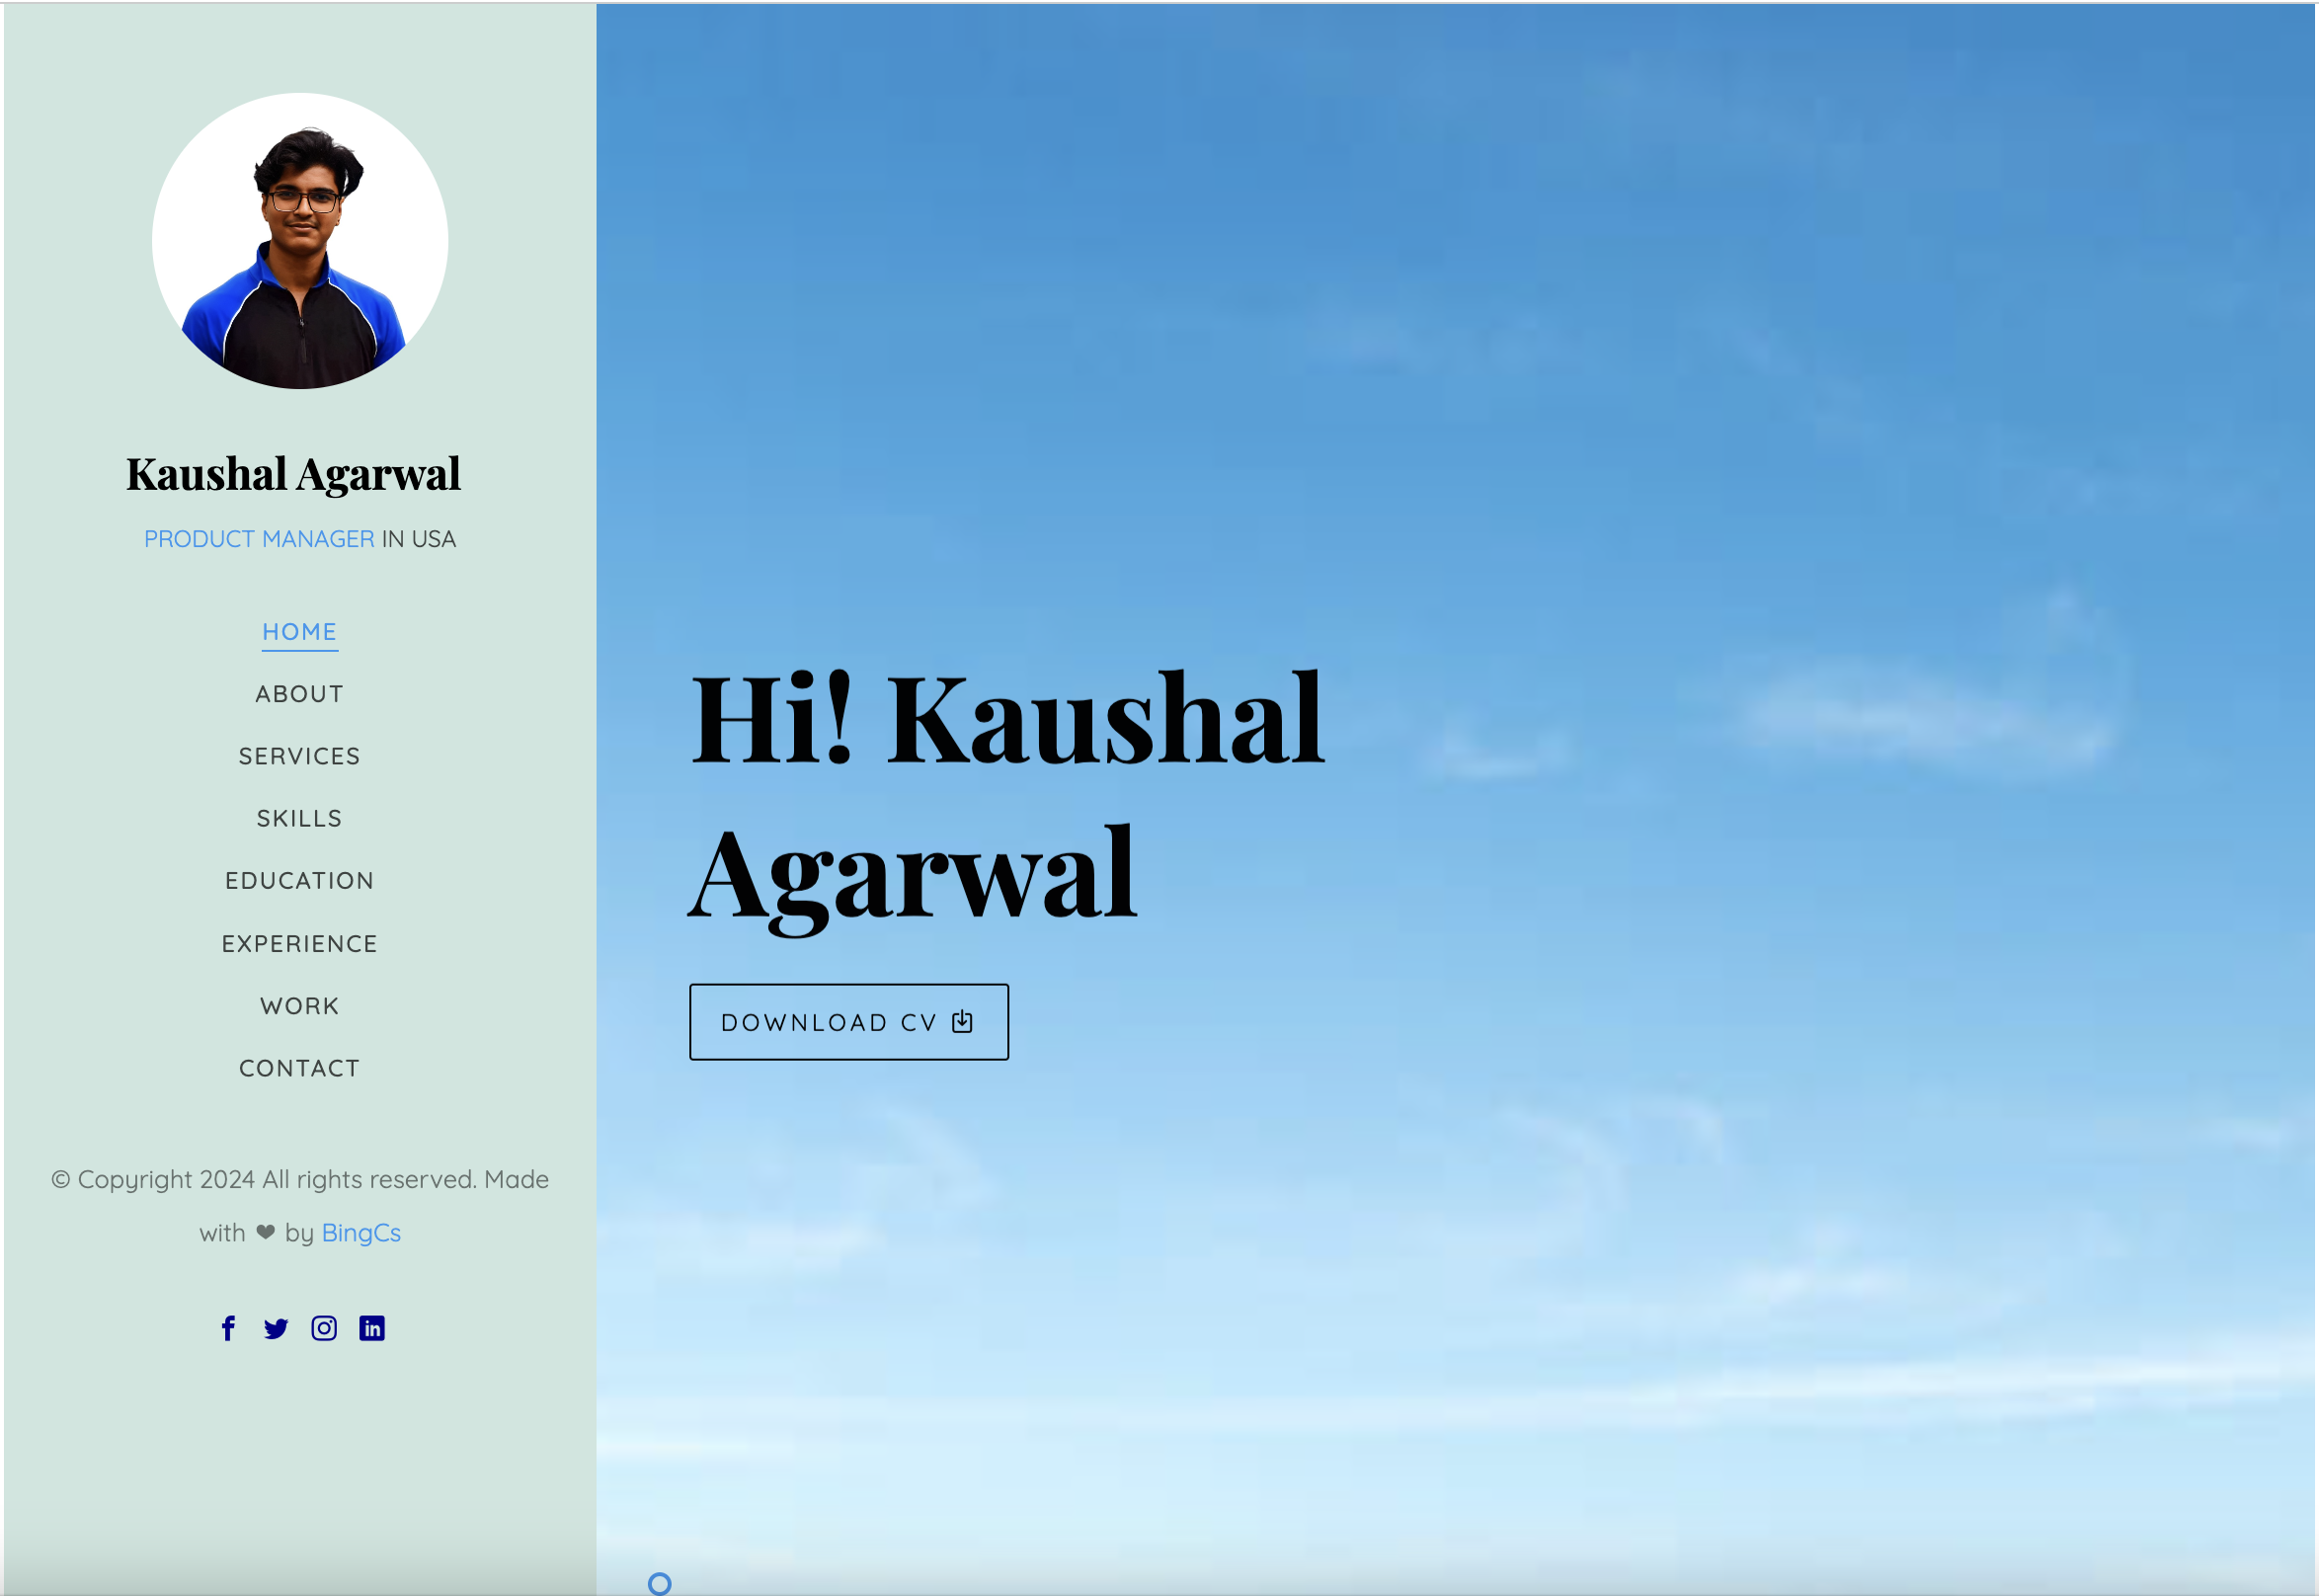 Kaushal Agarwal
PRODUCT MANAGER IN USA
HOME
ABOUT
SERVICES
SKILLS
EDUCATION
EXPERIENCE
WORK
CONTACT
© Copyright 2024 All rights reserved. Made
with ❤ by BingCs
Hi! Kaushal
Agarwal
DOWNLOAD CV